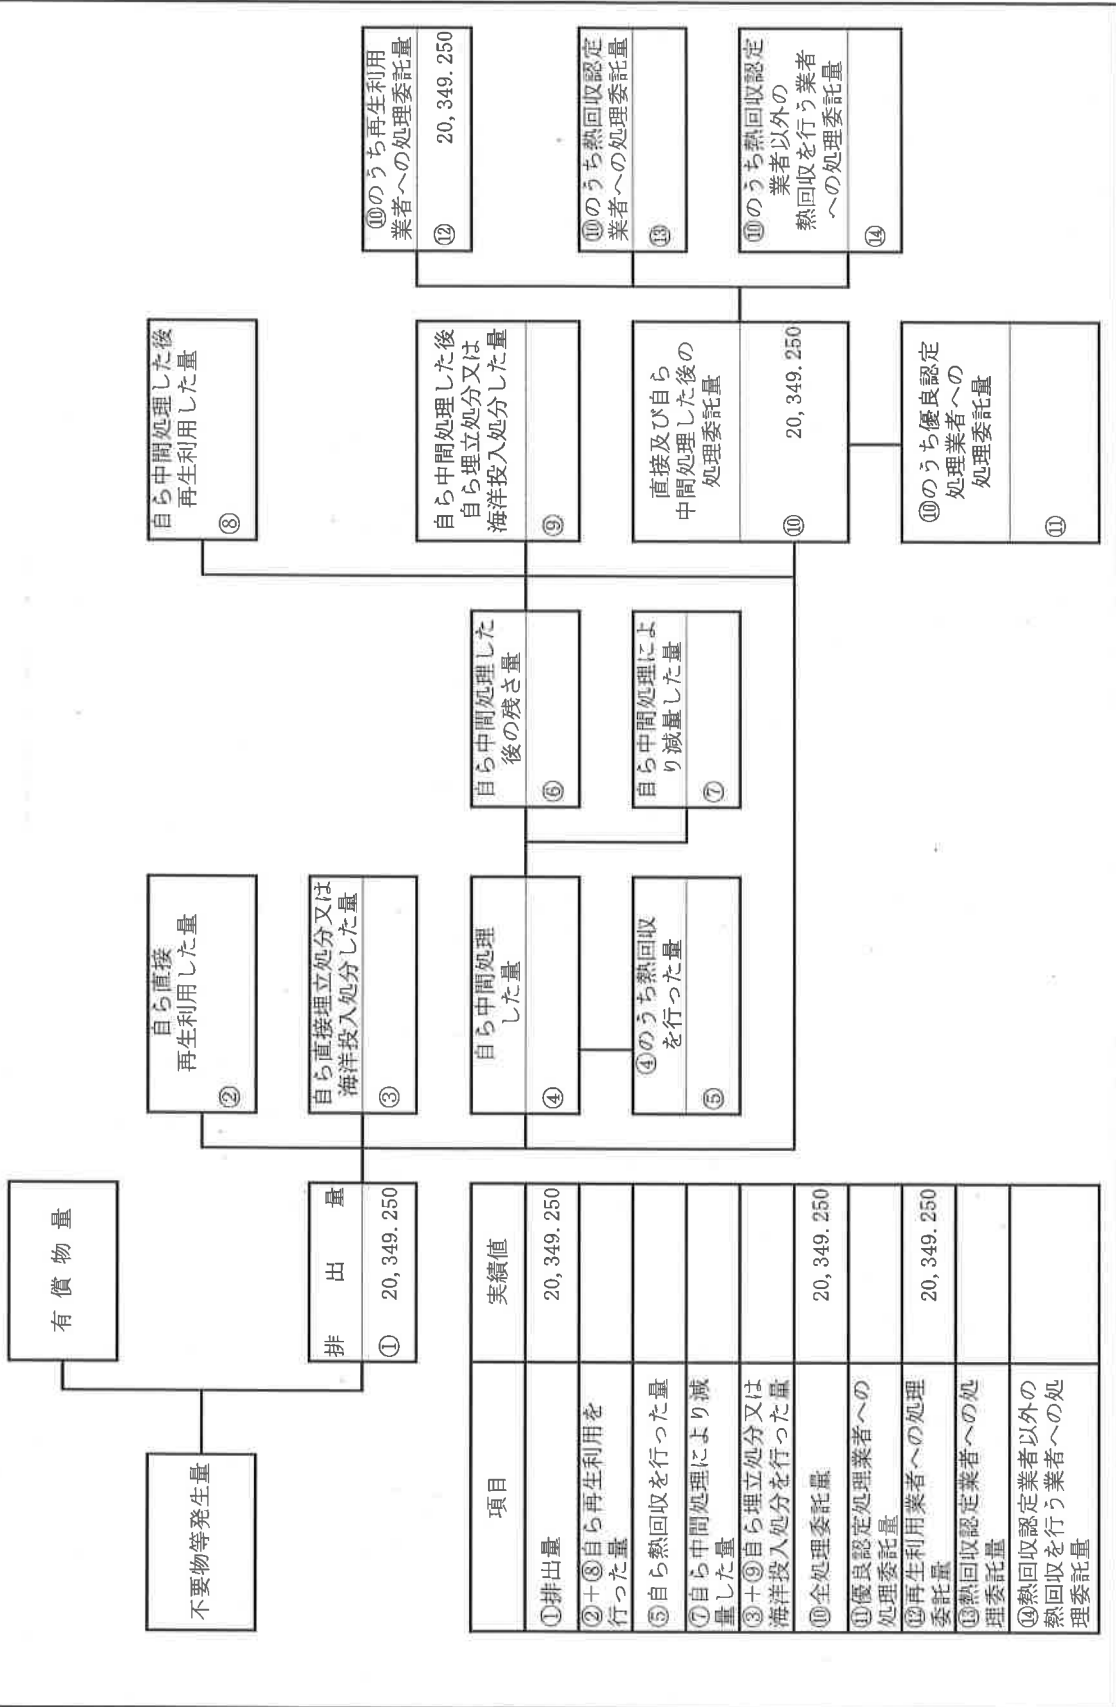 有償物量
不要物等発生量
排出量
① 20,349.250
自ら直接
再生利用した量
②
自ら直接埋立処分又は
海洋投入処分した量
③
自ら中間処理
した量
④
④のうち熱回収
を行った量
⑤
自ら中間処理した
後の残さ量
⑥
自ら中間処理によ
り減量した量
⑦
自ら中間処理した後
再生利用した量
⑧
自ら中間処理した後
自ら埋立処分又は
海洋投入処分した量
⑨
直接及び自ら
中間処理した後の
処理委託量
⑩ 20,349.250
⑩のうち優良認定
処理業者への
処理委託量
⑪
⑩のうち再生利用
業者への処理委託量
⑫ 20,349.250
⑩のうち熱回収認定
業者への処理委託量
⑬
⑩のうち熱回収認定
業者以外の
熱回収を行う業者
への処理委託量
⑭
項目 実績値
①排出量 20,349.250
②+⑧自ら再生利用を
行った量
⑤自ら熱回収を行った量
⑦自ら中間処理により減
量した量
③+⑨自ら埋立処分又は
海洋投入処分を行った量
⑩全処理委託量 20,349.250
⑪優良認定処理業者への
処理委託量
⑫再生利用業者への処理
委託量 20,349.250
⑬熱回収認定業者への処
理委託量
⑭熱回収認定業者以外の
熱回収を行う業者への処
理委託量